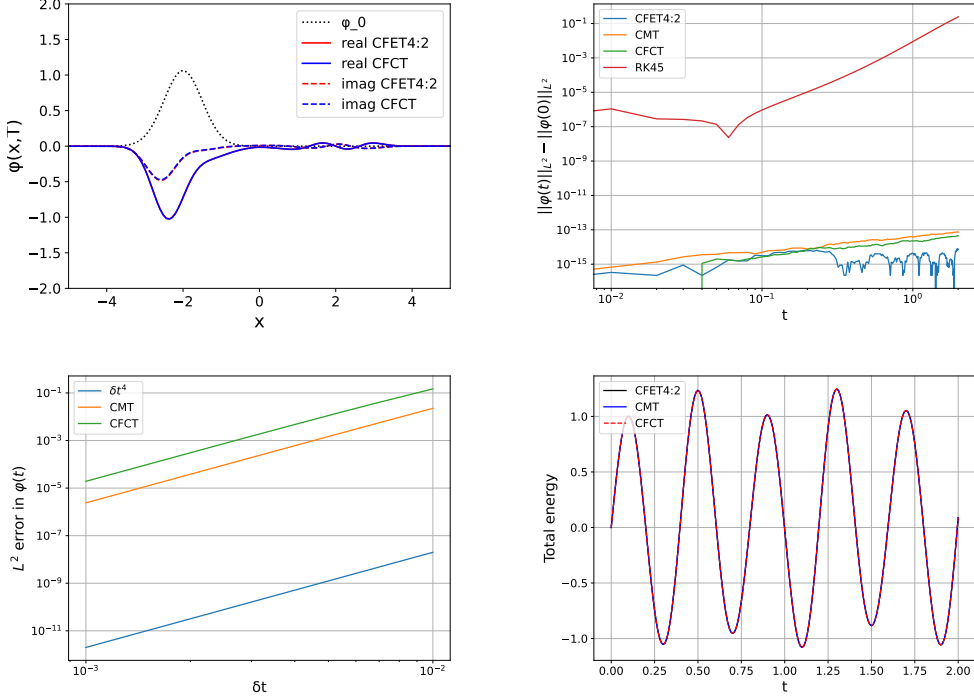 φ_0
real CFET4:2
real CFCT
imag CFET4:2
imag CFCT
2.0
1.5
1.0
0.5
0.0
−0.5
−1.0
−1.5
−2.0
φ(x,T)
−4
−2
0
2
4
x
CFET4:2
CMT
CFCT
RK45
10⁻¹
10⁻³
10⁻⁵
10⁻⁷
10⁻⁹
10⁻¹¹
10⁻¹³
10⁻¹⁵
||φ(t)||_L² − ||φ(0)||_L²
10⁻²
10⁻¹
10⁰
t
δt⁴
CMT
CFCT
10⁻¹
10⁻³
10⁻⁵
10⁻⁷
10⁻⁹
10⁻¹¹
L² error in φ(t)
10⁻³
10⁻²
δt
CFET4:2
CMT
CFCT
1.0
0.5
0.0
−0.5
−1.0
Total energy
0.00
0.25
0.50
0.75
1.00
1.25
1.50
1.75
2.00
t